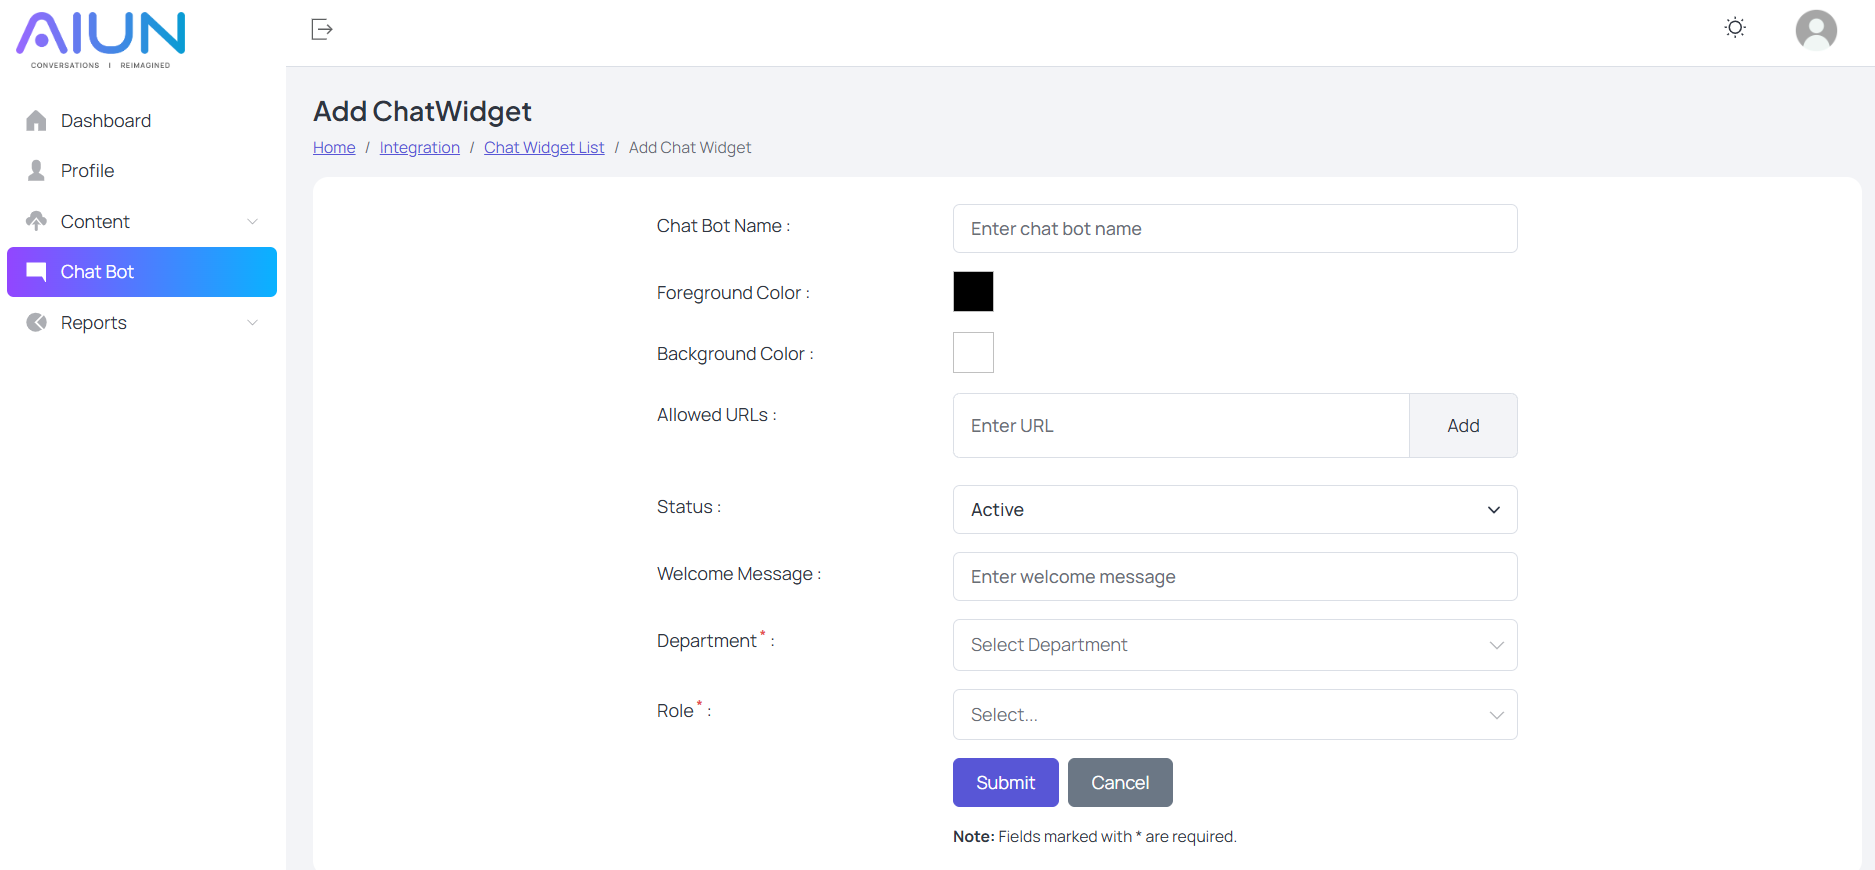 AIUN
CONVERSATIONS | REIMAGINED
Dashboard
Profile
Content
Chat Bot
Reports
Add ChatWidget
Home / Integration / Chat Widget List / Add Chat Widget
Chat Bot Name :
Enter chat bot name
Foreground Color :
Background Color :
Allowed URLs :
Enter URL
Add
Status :
Active
Welcome Message :
Enter welcome message
Department * :
Select Department
Role * :
Select...
Submit
Cancel
Note: Fields marked with * are required.